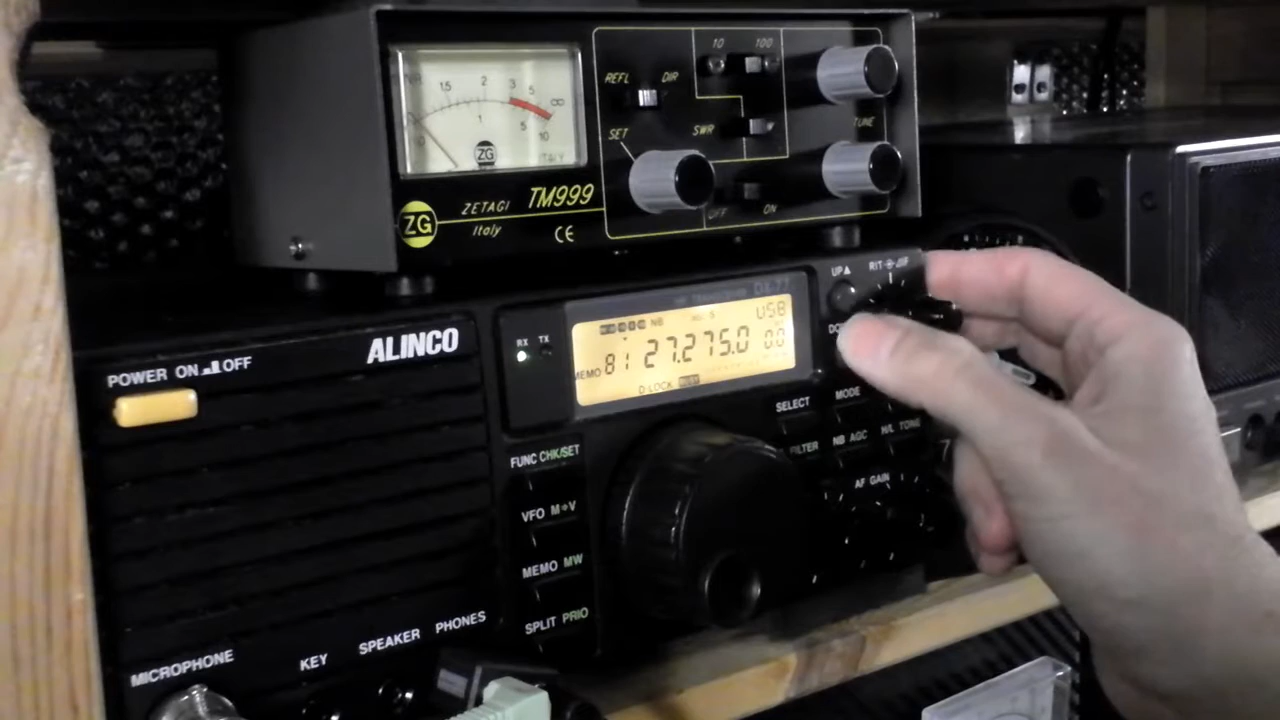 1.5 2 3 5 ∞
1 5 10
ZG
ITALY
REFL DIR
10 100
SET
SWR
TUNE
OFF ON
ZG ZETAGI TM999
Italy CE
POWER ON OFF
ALINCO
RX TX
DX-77
NB USB
MEMO 81 27.275.0 0.0
D-LOCK BUSY
UP▲ RIT
SELECT MODE
FILTER NB AGC H/L TONE
AF GAIN
FUNC CHK/SET
VFO M▸V
MEMO MW
SPLIT PRIO
MICROPHONE KEY SPEAKER PHONES